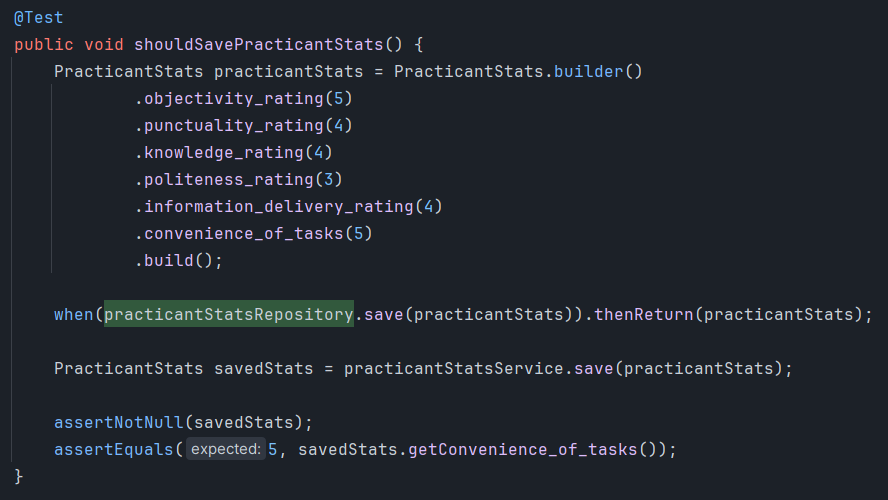 @Test
public void shouldSavePracticantStats() {
    PracticantStats practicantStats = PracticantStats.builder()
            .objectivity_rating(5)
            .punctuality_rating(4)
            .knowledge_rating(4)
            .politeness_rating(3)
            .information_delivery_rating(4)
            .convenience_of_tasks(5)
            .build();

    when(practicantStatsRepository.save(practicantStats)).thenReturn(practicantStats);

    PracticantStats savedStats = practicantStatsService.save(practicantStats);

    assertNotNull(savedStats);
    assertEquals( expected: 5, savedStats.getConvenience_of_tasks());
}